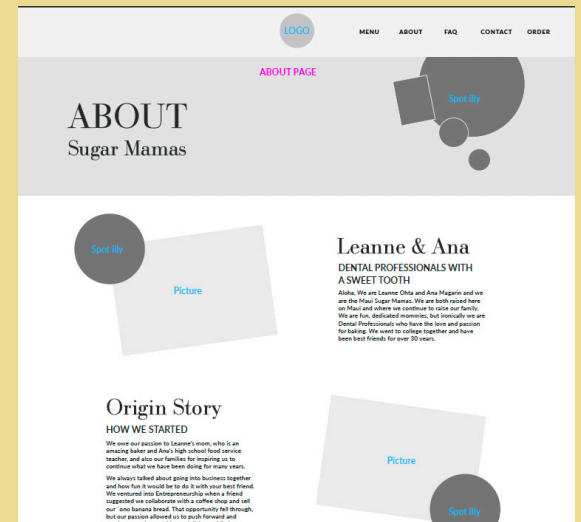 LOGO
MENU ABOUT FAQ CONTACT ORDER
ABOUT PAGE
ABOUT
Sugar Mamas
Spot illy
Spot illy
Picture
Leanne & Ana
DENTAL PROFESSIONALS WITH
A SWEET TOOTH
Aloha, We are Leanne Ohta and Ana Magarin and we
are the Maui Sugar Mamas. We are both raised here
on Maui and where we continue to raise our family.
We are fun, dedicated mommies, but ironically we are
Dental Professionals who have the love and passion
for baking. We went to college together and have
been best friends for over 30 years.
Origin Story
HOW WE STARTED
We owe our passion to Leanne's mom, who is an
amazing baker and Ana's high school food service
teacher, and also our families for inspiring us to
continue what we have been doing for many years.
We always talked about going into business together
and how fun it would be to do it with your best friend.
We ventured into Entrepreneurship when a friend
suggested we collaborate with a coffee shop and sell
our ¨ono banana bread. That opportunity fell through,
but our passion allowed us to push forward and
Picture
Spot illy